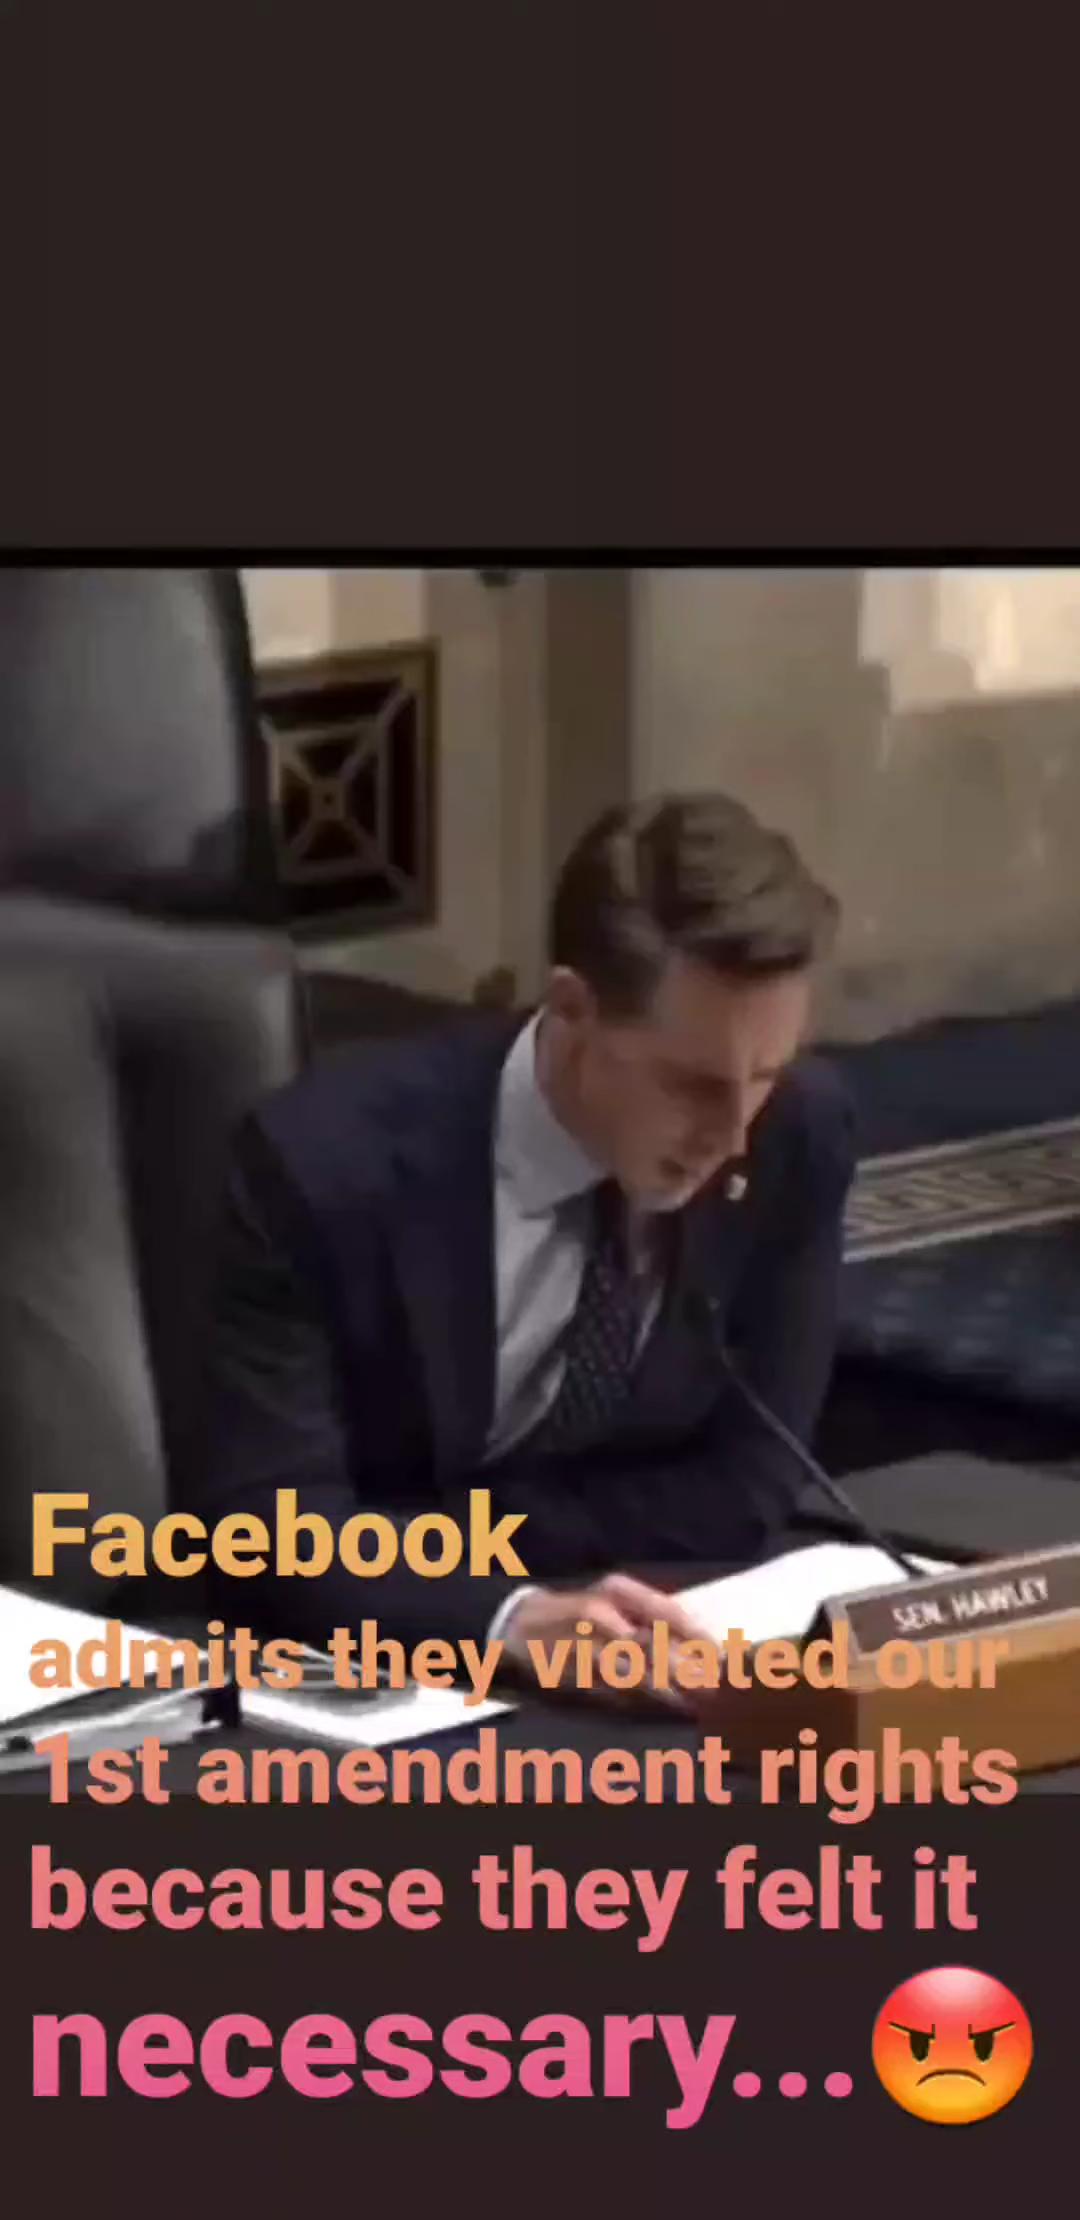 SEN. HAWLEY
Facebook
admits they violated our
1st amendment rights
because they felt it
necessary...😡